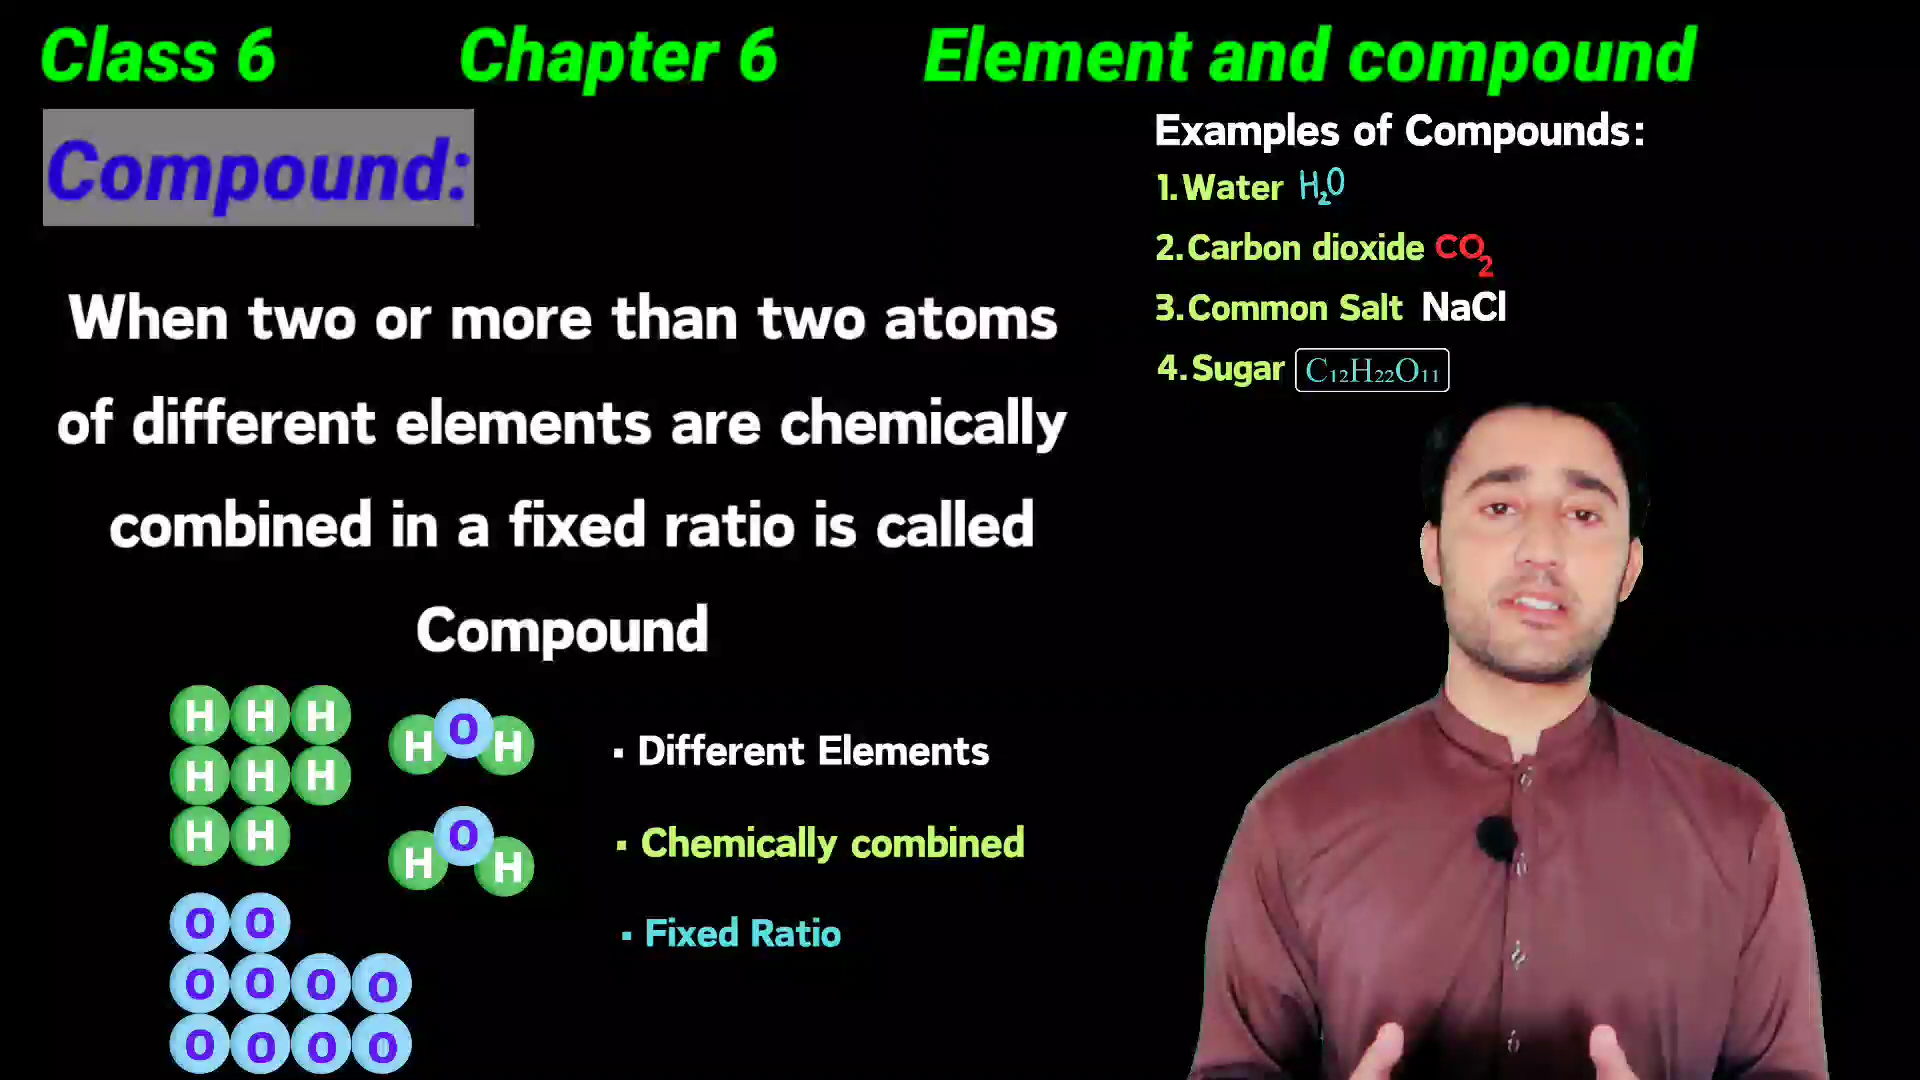 Class 6 Chapter 6 Element and compound
Compound:
When two or more than two atoms
of different elements are chemically
combined in a fixed ratio is called
Compound
Examples of Compounds:
1.Water H₂O
2.Carbon dioxide CO₂
3.Common Salt NaCl
4.Sugar C₁₂H₂₂O₁₁
H H H
H H H
H H
H O H
H O H
O O
O O O O
O O O O
· Different Elements
· Chemically combined
· Fixed Ratio